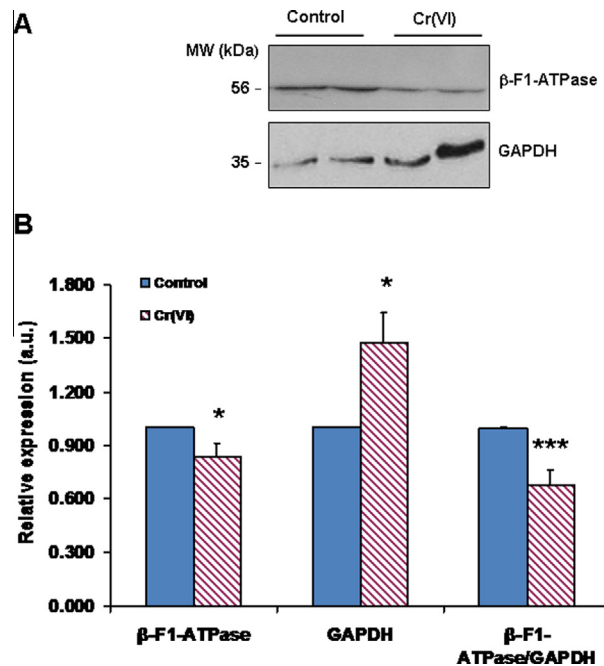 A
Control Cr(VI)
MW (kDa)
56 –
β-F1-ATPase
35 –
GAPDH
B
1.800
1.500
1.200
0.900
0.600
0.300
0.000
Relative expression (a.u.)
Control
Cr(VI)
*
*
***
β-F1-ATPase
GAPDH
β-F1-
ATPase/GAPDH